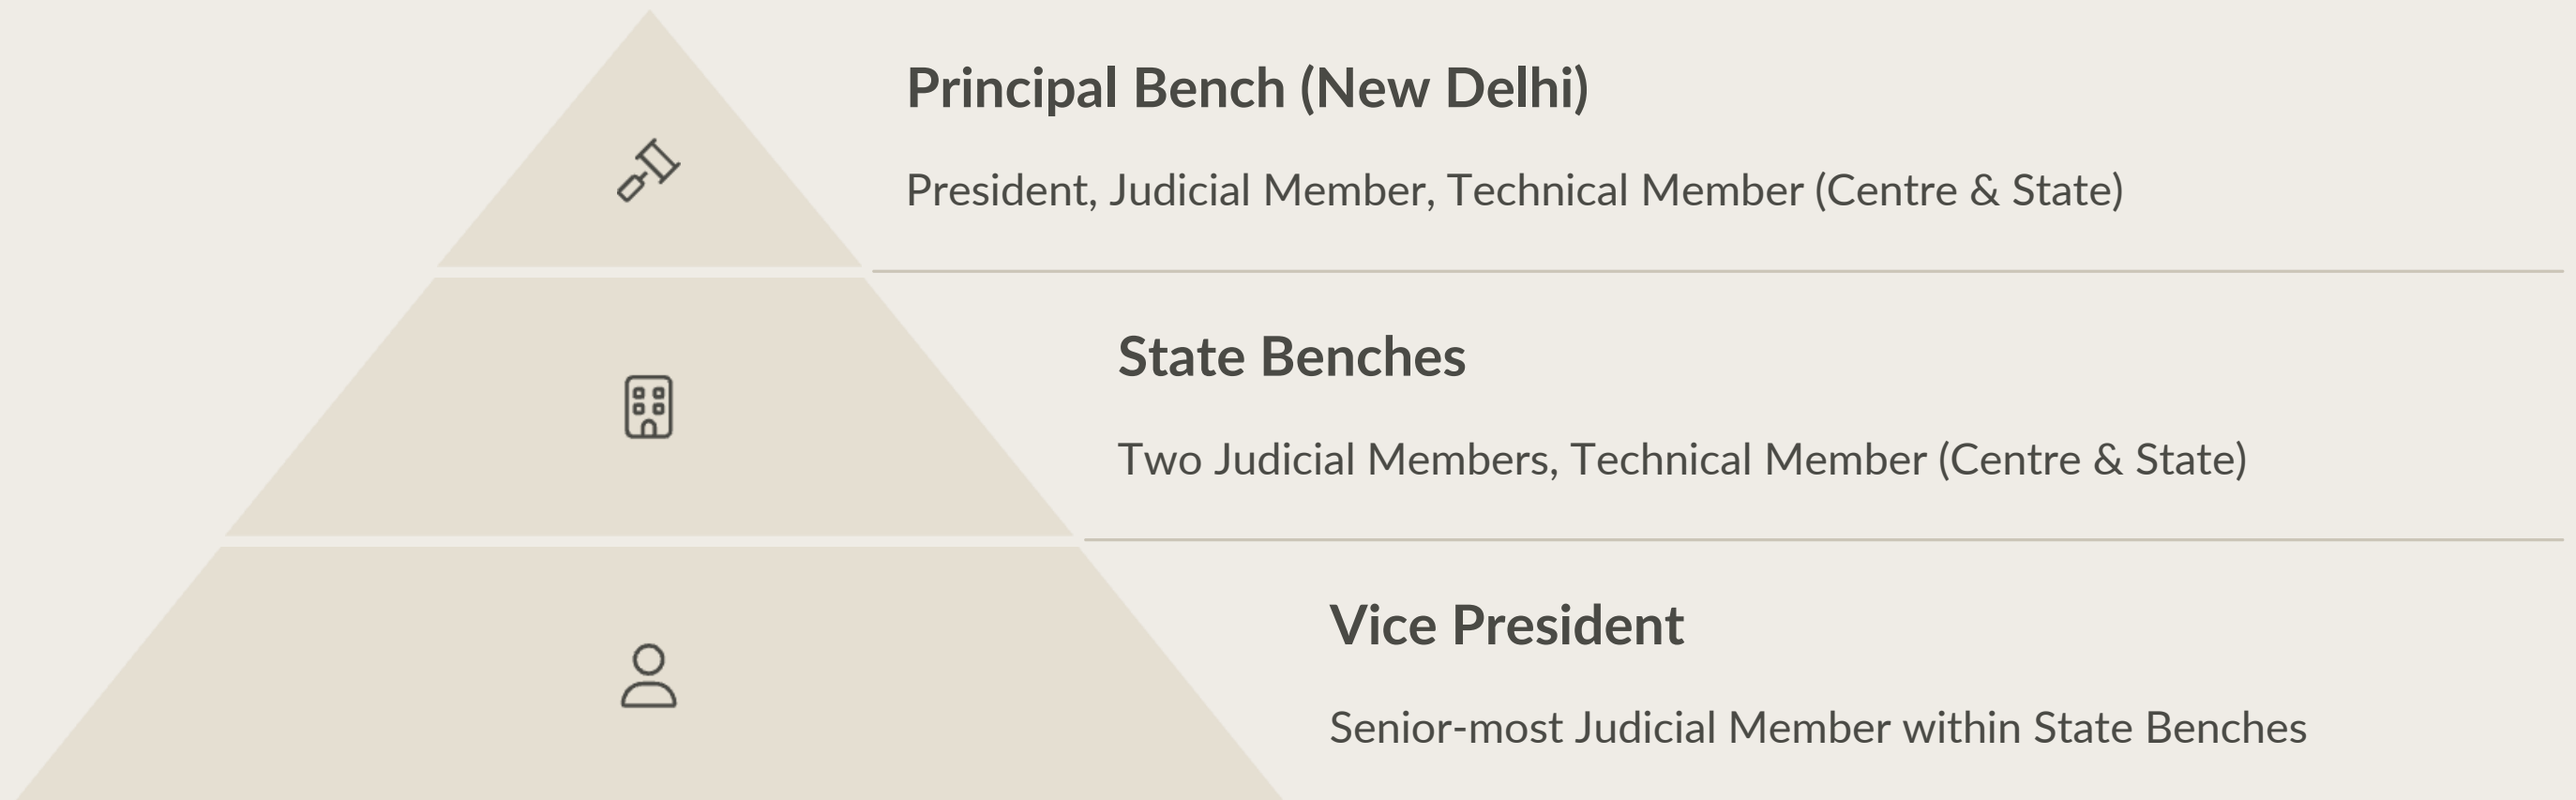 Principal Bench (New Delhi)
President, Judicial Member, Technical Member (Centre & State)
State Benches
Two Judicial Members, Technical Member (Centre & State)
Vice President
Senior-most Judicial Member within State Benches